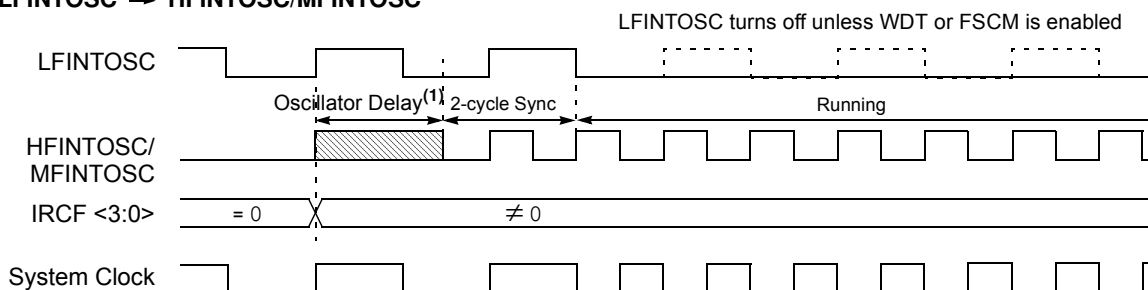 LFINTOSC → HFINTOSC/MFINTOSC
LFINTOSC turns off unless WDT or FSCM is enabled
LFINTOSC
Oscillator Delay(1) 2-cycle Sync Running
HFINTOSC/
MFINTOSC
IRCF <3:0> = 0 ≠ 0
System Clock